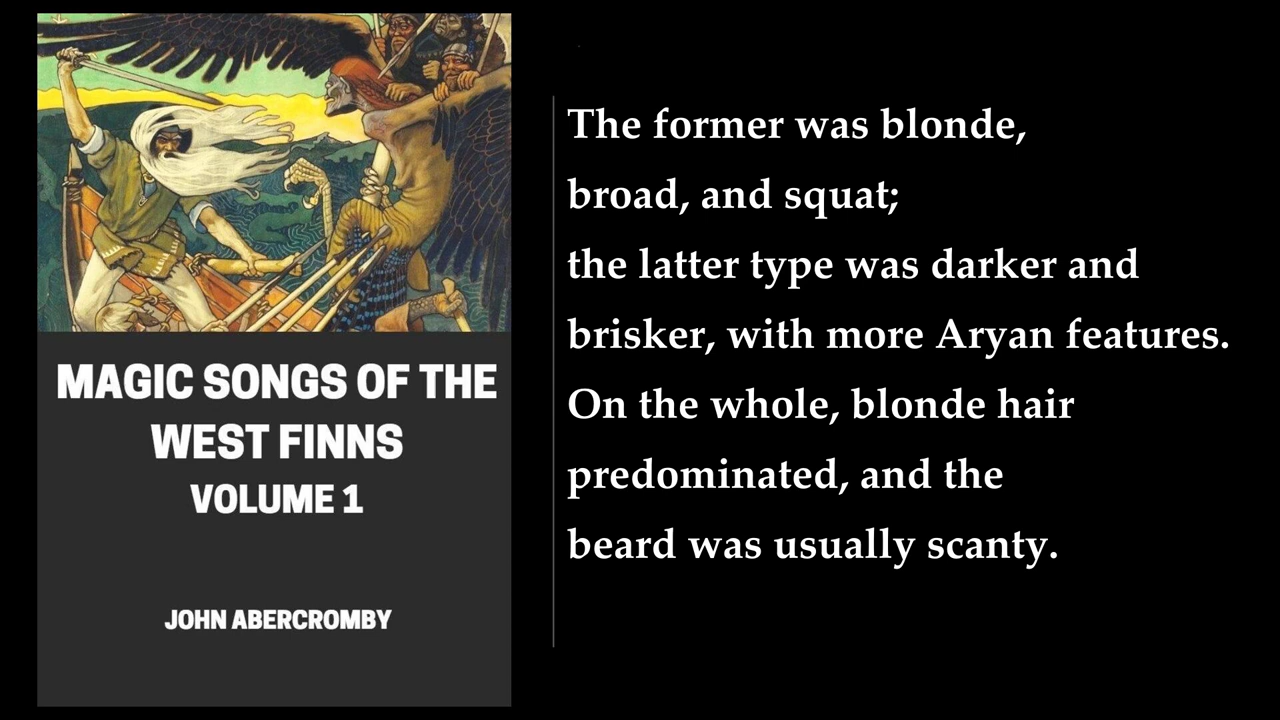 MAGIC SONGS OF THE
WEST FINNS
VOLUME 1
JOHN ABERCROMBY
The former was blonde,
broad, and squat;
the latter type was darker and
brisker, with more Aryan features.
On the whole, blonde hair
predominated, and the
beard was usually scanty.